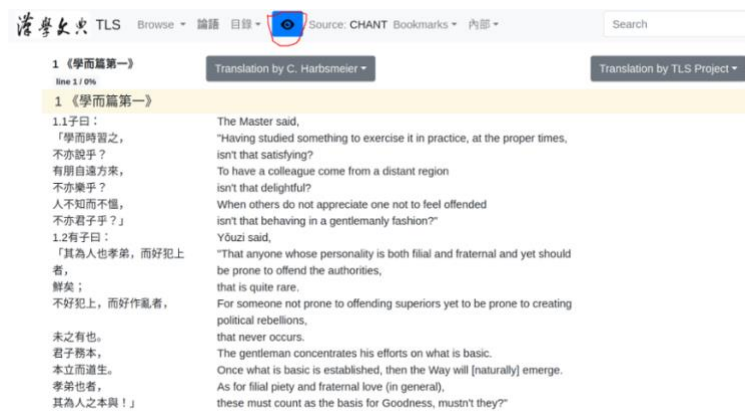 漢學文典 TLS Browse 論語 目錄 Source: CHANT Bookmarks 內部 Search
1 《學而篇第一》
line 1 / 0%
Translation by C. Harbsmeier
Translation by TLS Project
1 《學而篇第一》
1.1子曰： The Master said,
「學而時習之， "Having studied something to exercise it in practice, at the proper times,
不亦說乎？ isn't that satisfying?
有朋自遠方來， To have a colleague come from a distant region
不亦樂乎？ isn't that delightful?
人不知而不慍， When others do not appreciate one not to feel offended
不亦君子乎？」 isn't that behaving in a gentlemanly fashion?"
1.2有子曰： Yǒuzi said,
「其為人也孝弟，而好犯上 "That anyone whose personality is both filial and fraternal and yet should
者， be prone to offend the authorities,
鮮矣； that is quite rare.
不好犯上，而好作亂者， For someone not prone to offending superiors yet to be prone to creating
political rebellions,
未之有也。 that never occurs.
君子務本， The gentleman concentrates his efforts on what is basic.
本立而道生。 Once what is basic is established, then the Way will [naturally] emerge.
孝弟也者， As for filial piety and fraternal love (in general),
其為人之本與！」 these must count as the basis for Goodness, mustn't they?"